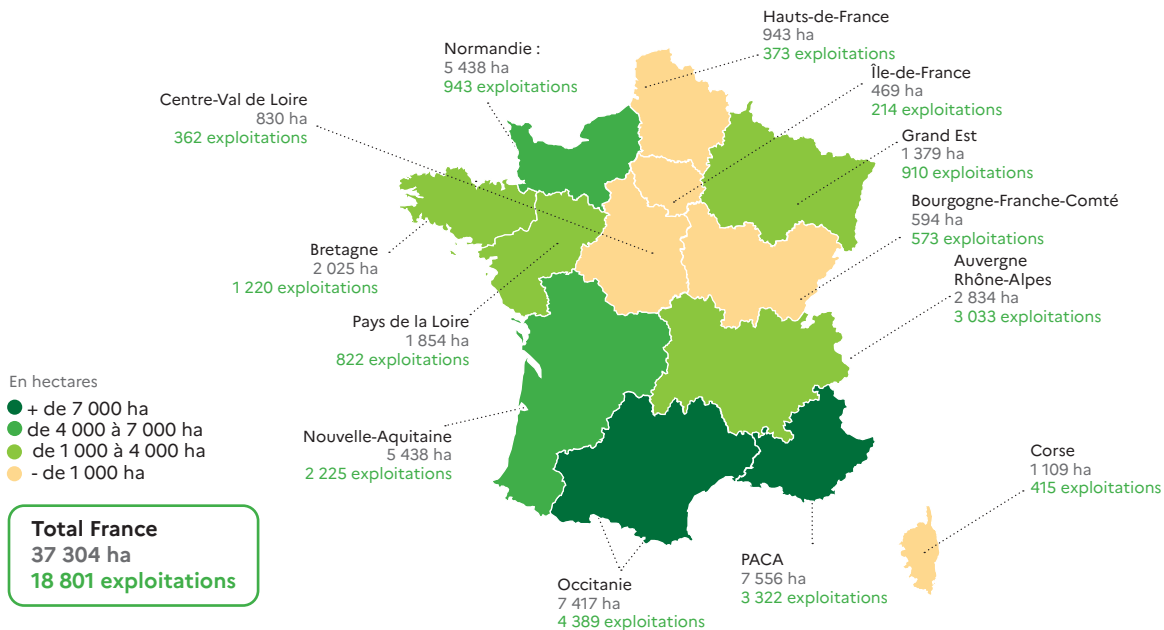 Hauts-de-France
943 ha
373 exploitations
Normandie :
5 438 ha
943 exploitations
Île-de-France
469 ha
214 exploitations
Centre-Val de Loire
830 ha
362 exploitations
Grand Est
1 379 ha
910 exploitations
Bourgogne-Franche-Comté
594 ha
573 exploitations
Bretagne
2 025 ha
1 220 exploitations
Auvergne
Rhône-Alpes
2 834 ha
3 033 exploitations
Pays de la Loire
1 854 ha
822 exploitations
En hectares
+ de 7 000 ha
de 4 000 à 7 000 ha
de 1 000 à 4 000 ha
- de 1 000 ha
Nouvelle-Aquitaine
5 438 ha
2 225 exploitations
Corse
1 109 ha
415 exploitations
Total France
37 304 ha
18 801 exploitations
PACA
7 556 ha
3 322 exploitations
Occitanie
7 417 ha
4 389 exploitations